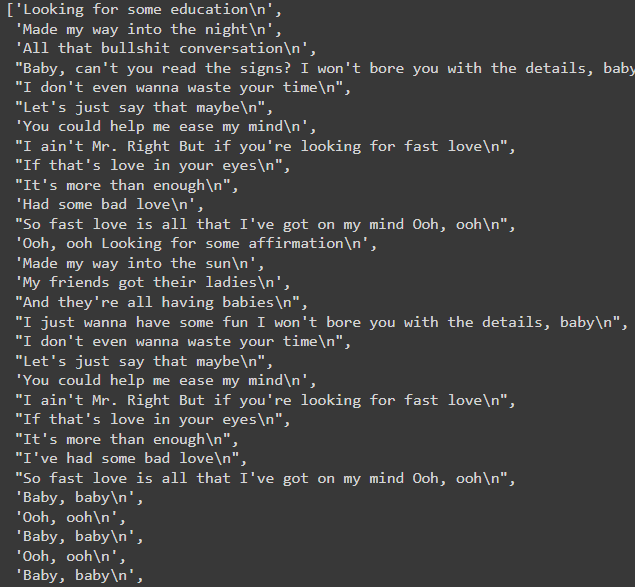 ['Looking for some education\n',
'Made my way into the night\n',
'All that bullshit conversation\n',
"Baby, can't you read the signs? I won't bore you with the details, baby
"I don't even wanna waste your time\n",
"Let's just say that maybe\n",
'You could help me ease my mind\n',
"I ain't Mr. Right But if you're looking for fast love\n",
"If that's love in your eyes\n",
"It's more than enough\n",
'Had some bad love\n',
"So fast love is all that I've got on my mind Ooh, ooh\n",
'Ooh, ooh Looking for some affirmation\n',
'Made my way into the sun\n',
'My friends got their ladies\n',
"And they're all having babies\n",
"I just wanna have some fun I won't bore you with the details, baby\n",
"I don't even wanna waste your time\n",
"Let's just say that maybe\n",
'You could help me ease my mind\n',
"I ain't Mr. Right But if you're looking for fast love\n",
"If that's love in your eyes\n",
"It's more than enough\n",
"I've had some bad love\n",
"So fast love is all that I've got on my mind Ooh, ooh\n",
'Baby, baby\n',
'Ooh, ooh\n',
'Baby, baby\n',
'Ooh, ooh\n',
'Baby, baby\n',